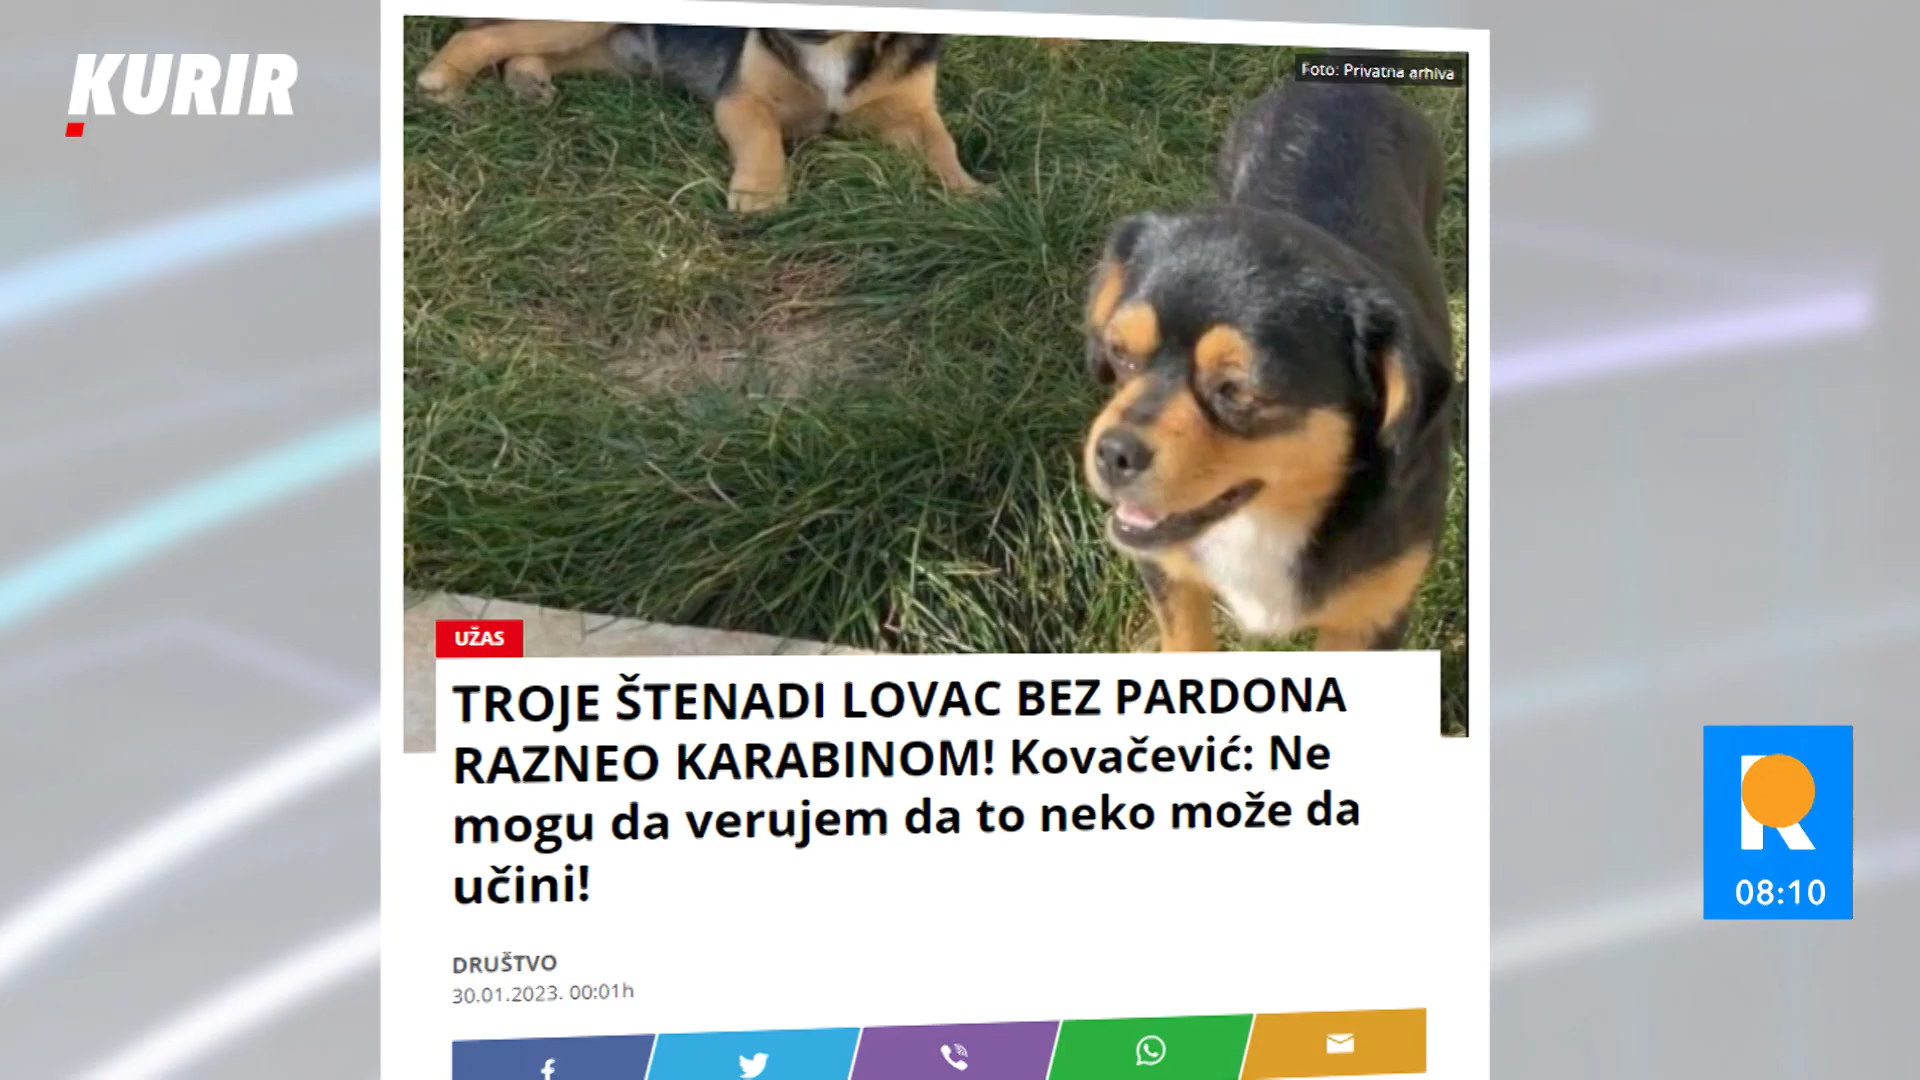 KURIR
Foto: Privatna arhiva
UŽAS
TROJE ŠTENADI LOVAC BEZ PARDONA
RAZNEO KARABINOM! Kovačević: Ne
mogu da verujem da to neko može da
učini!
DRUŠTVO
30.01.2023. 00:01h
R
08:10